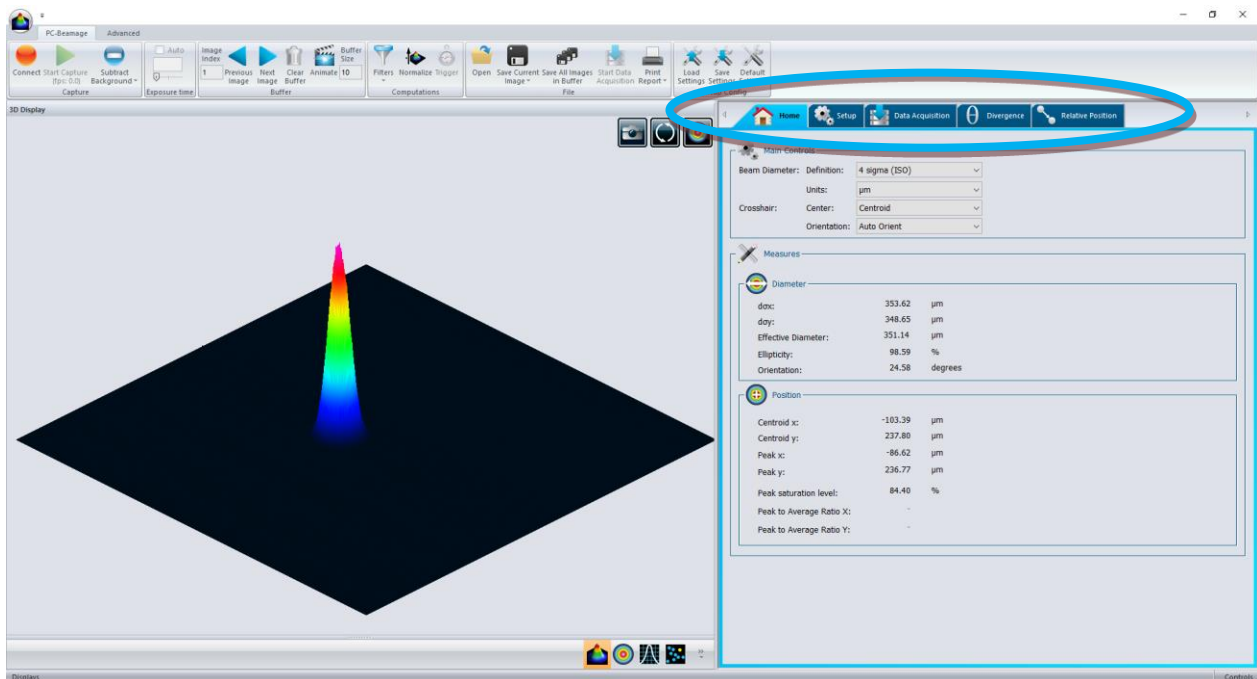 PC-Beamage Advanced
Connect
Start Capture
(fps: 0.0)
Subtract
Background
Capture
Auto
Exposure time
Image
Index
1
Previous
Image
Next
Image
Clear
Buffer
Animate
Buffer
Size
10
Buffer
Filters
Normalize
Trigger
Computations
Open
Save Current
Image
Save All Images
in Buffer
Start Data
Acquisition
Print
Report
File
Load
Settings
Save
Settings
Default
3D Display
Home
Setup
Data Acquisition
Divergence
Relative Position
Main Controls
Beam Diameter: Definition: 4 sigma (ISO)
Units: µm
Crosshair: Center: Centroid
Orientation: Auto Orient
Measures
Diameter
dσx: 353.62 µm
dσy: 348.65 µm
Effective Diameter: 351.14 µm
Ellipticity: 98.59 %
Orientation: 24.58 degrees
Position
Centroid x: -103.39 µm
Centroid y: 237.80 µm
Peak x: -86.62 µm
Peak y: 236.77 µm
Peak saturation level: 84.40 %
Peak to Average Ratio X: -
Peak to Average Ratio Y: -
Displays
Controls